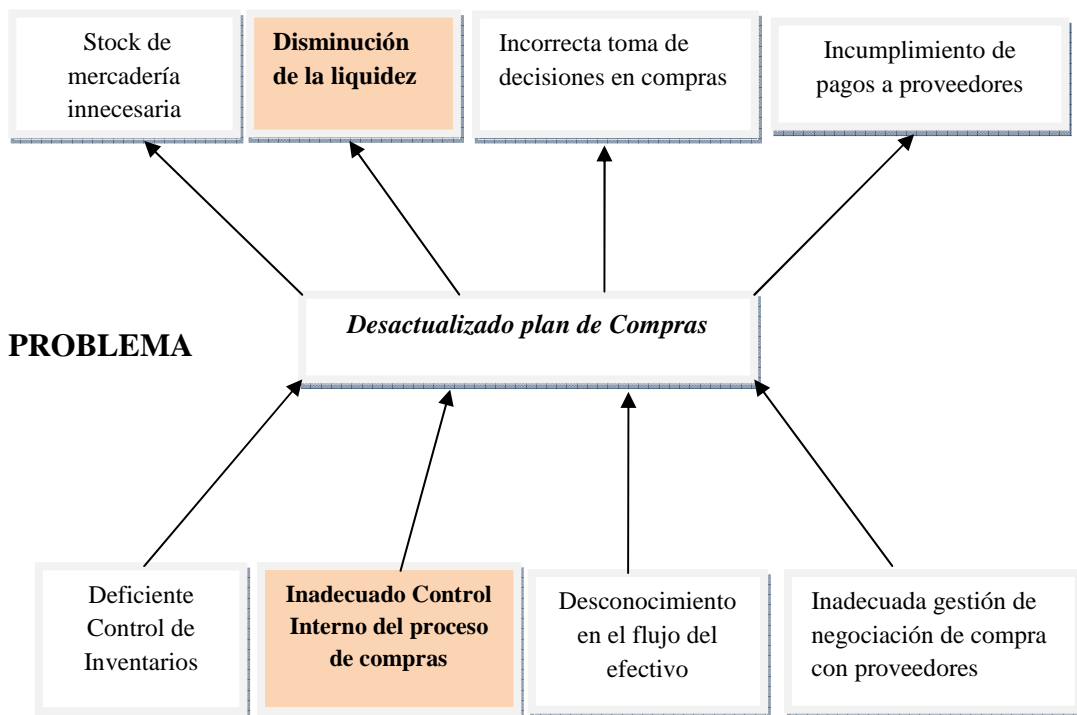 Stock de
mercadería
innecesaria
Disminución
de la liquidez
Incorrecta toma de
decisiones en compras
Incumplimiento de
pagos a proveedores
Desactualizado plan de Compras
PROBLEMA
Deficiente
Control de
Inventarios
Inadecuado Control
Interno del proceso
de compras
Desconocimiento
en el flujo del
efectivo
Inadecuada gestión de
negociación de compra
con proveedores